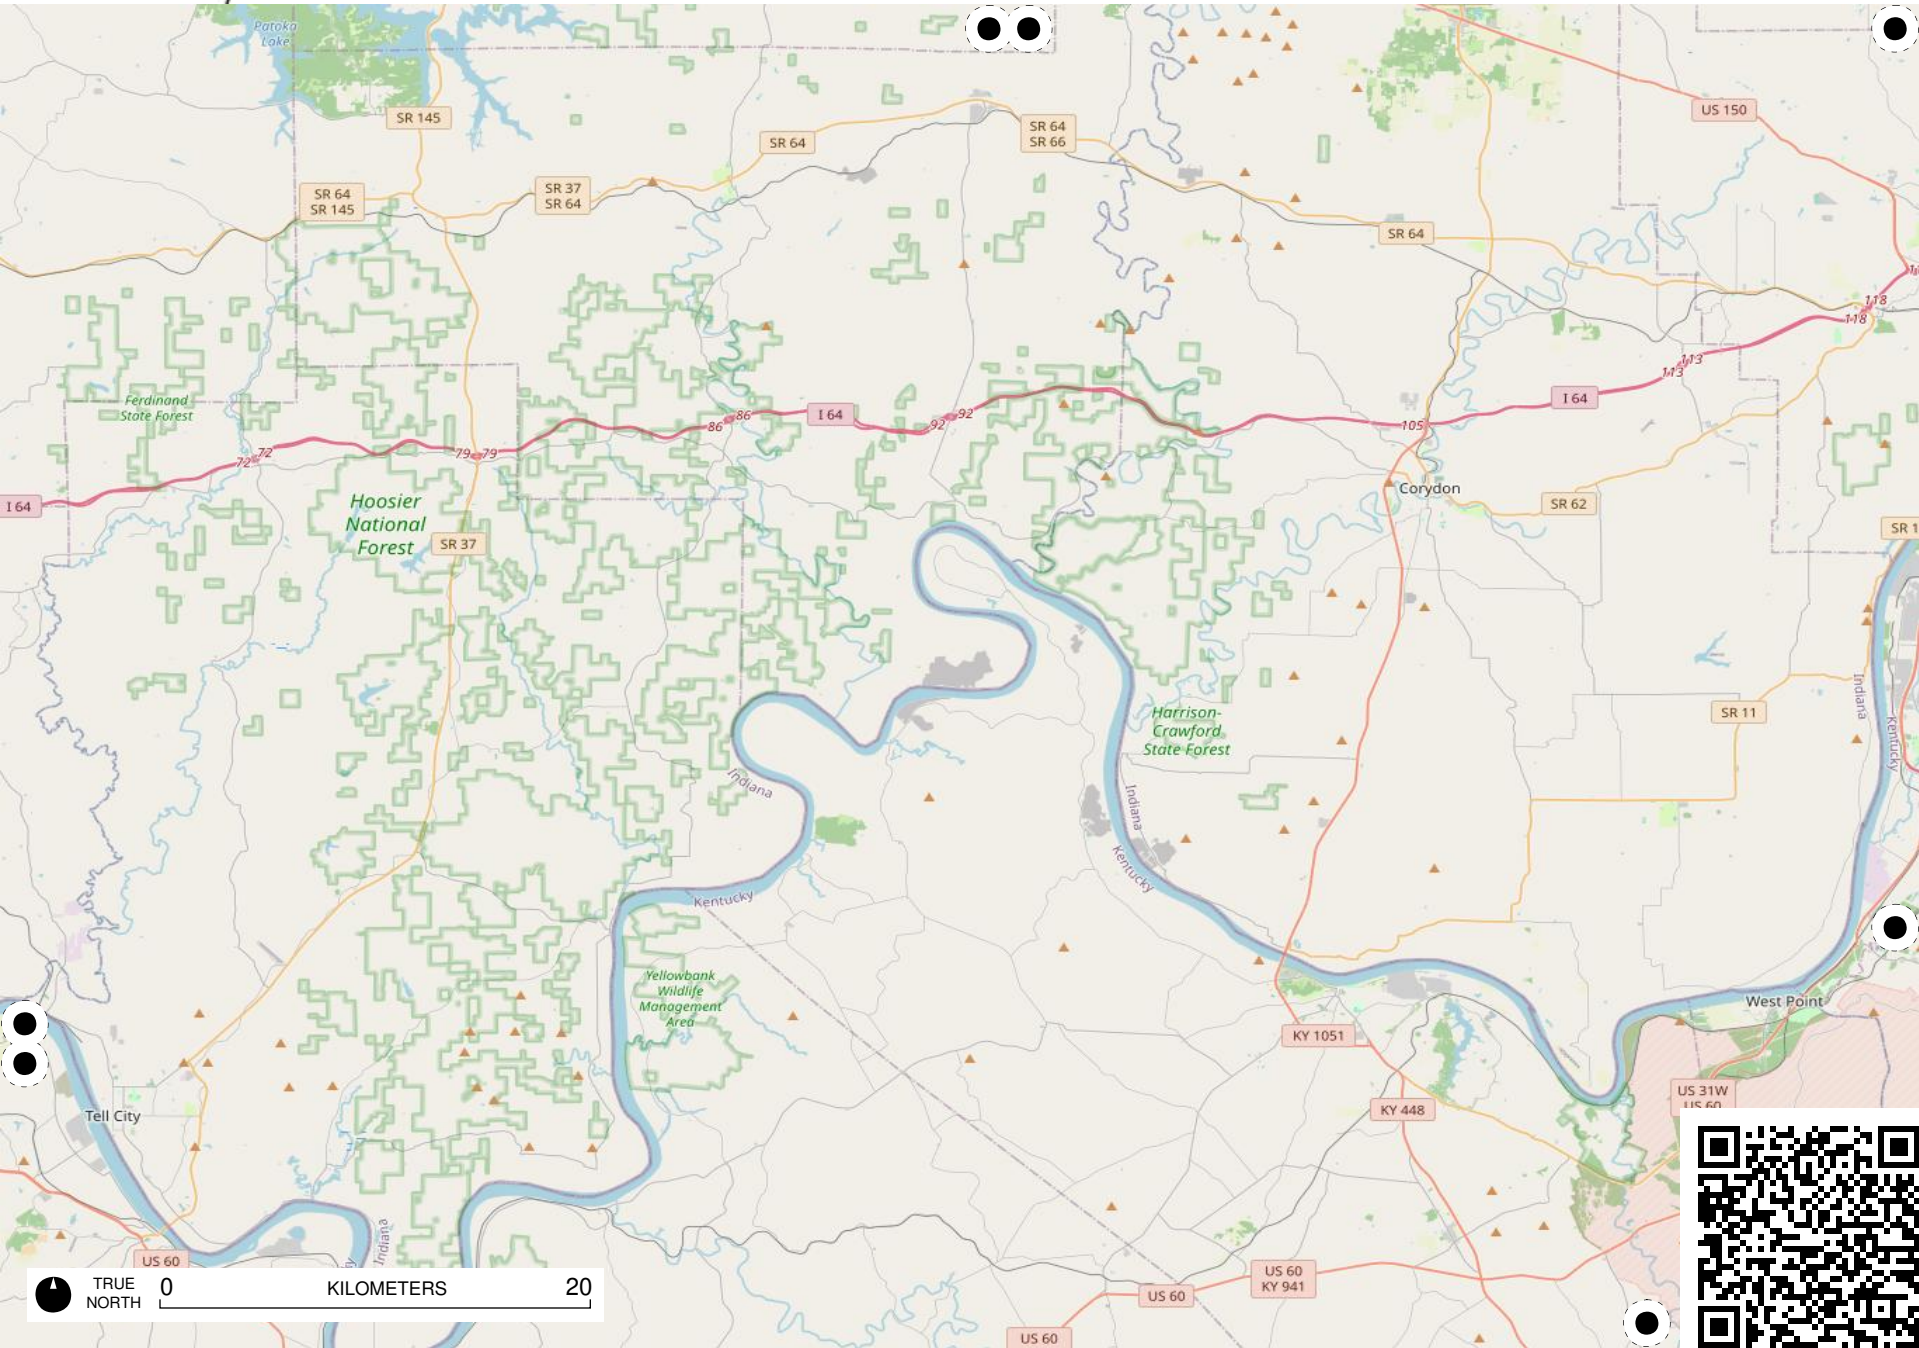 Patoka
Lake
SR 145
SR 64
SR 64
SR 66
US 150
SR 64
SR 145
SR 37
SR 64
SR 64
118
118
113
113
Ferdinand
State Forest
I 64
86
86
92
92
I 64
105
72
72
79
79
I 64
Hoosier
National
Forest
SR 37
Corydon
SR 62
SR 1
Indiana
Kentucky
SR 11
Harrison-
Crawford
State Forest
Indiana
Indiana
Kentucky
Kentucky
Yellowbank
Wildlife
Management
Area
West Point
KY 1051
US 31W
US 60
KY 448
Tell City
Indiana
US 60
US 60
KY 941
US 60
US 60
TRUE
NORTH
0
KILOMETERS
20